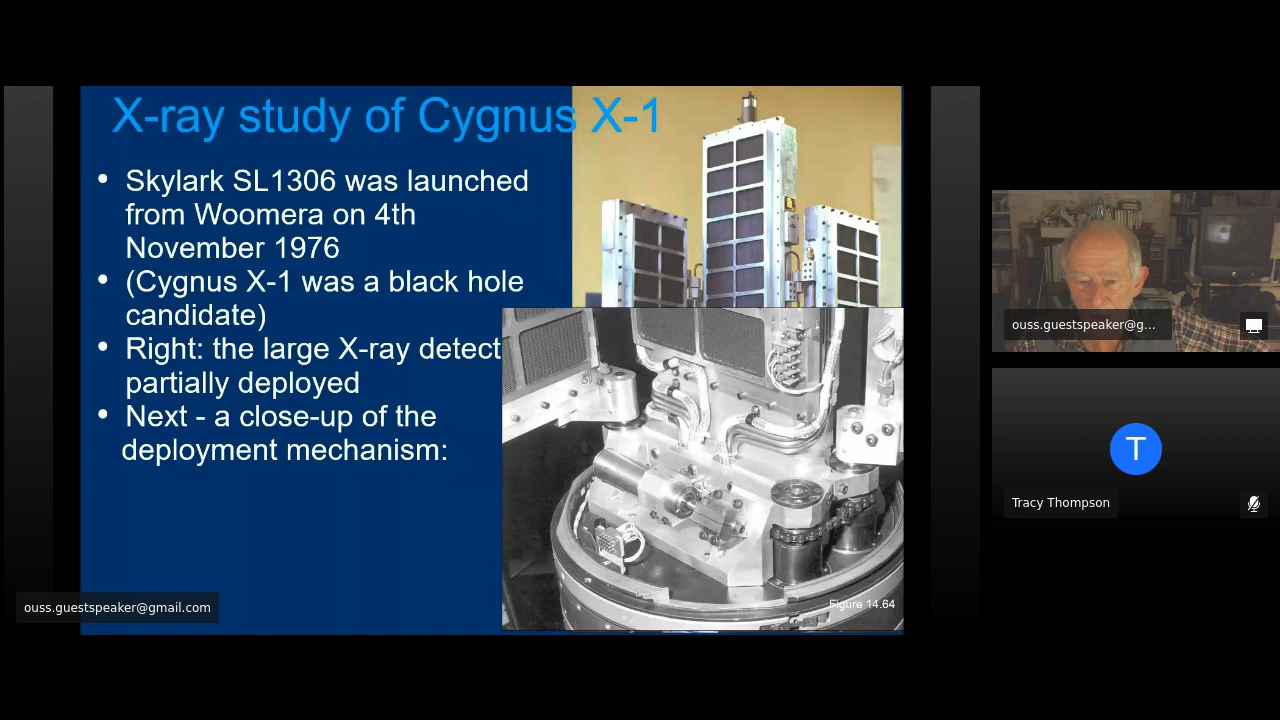 X-ray study of Cygnus X-1
• Skylark SL1306 was launched
from Woomera on 4th
November 1976
• (Cygnus X-1 was a black hole
candidate)
• Right: the large X-ray detect
partially deployed
• Next - a close-up of the
deployment mechanism:
Figure 14.64
ouss.guestspeaker@gmail.com
ouss.guestspeaker@g...
T
Tracy Thompson